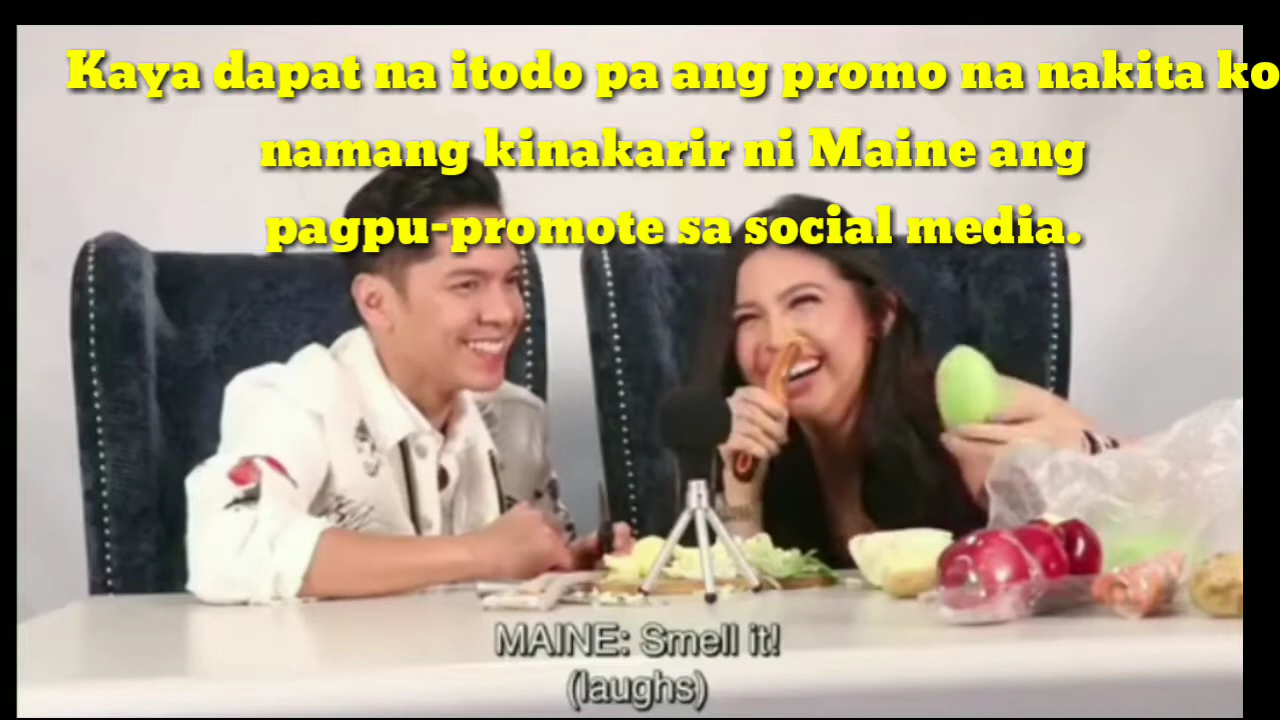 Kaya dapat na itodo pa ang promo na nakita ko
namang kinakarir ni Maine ang
pagpu-promote sa social media.
MAINE: Smell it!
(laughs)